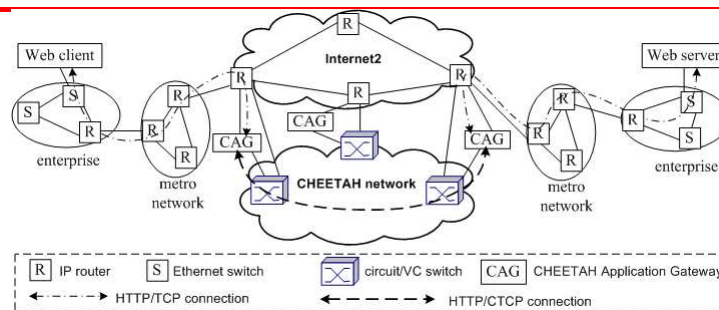 R
Web client
Internet2
Web server
S
R
R
S
R
R
R
S
R
CAG
R
R
R
S
enterprise
R
CAG
CAG
R
enterprise
metro
network
CHEETAH network
metro
network
R IP router
S Ethernet switch
circuit/VC switch
CAG CHEETAH Application Gateway
HTTP/TCP connection
HTTP/CTCP connection